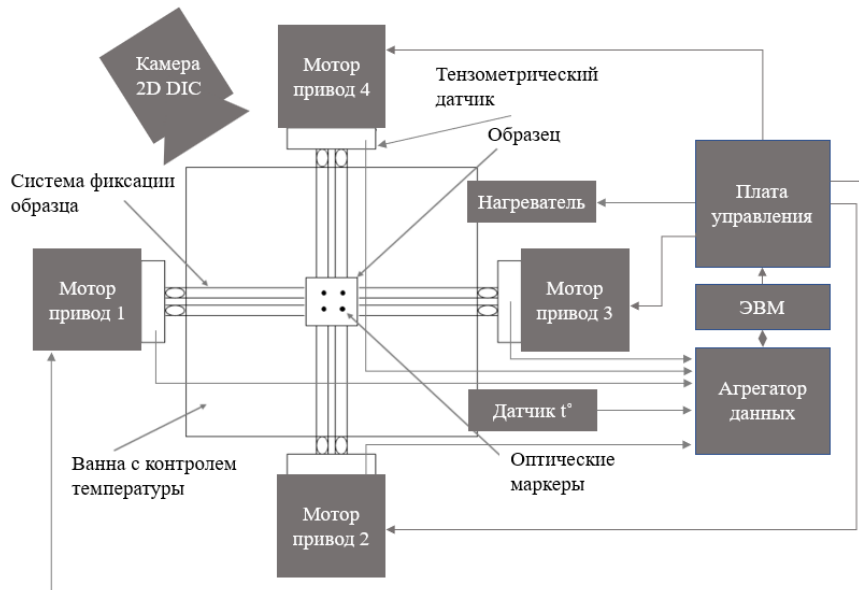 Камера
2D DIC
Мотор
привод 4
Тензометрический
датчик
Образец
Система фиксации
образца
Нагреватель
Плата
управления
Мотор
привод 1
Мотор
привод 3
ЭВМ
Датчик t°
Агрегатор
данных
Ванна с контролем
температуры
Оптические
маркеры
Мотор
привод 2